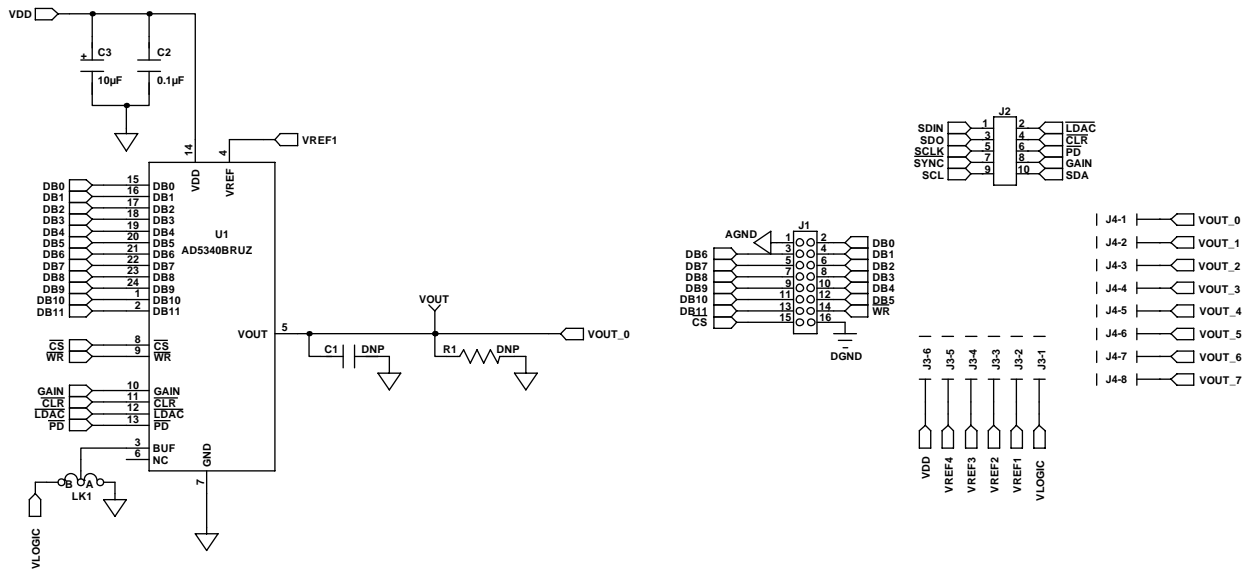 VDD
C3
C2
+
10µF
0.1µF
VREF1
14
4
VDD
VREF
U1
AD5340BRUZ
DB0 15 DB0
DB1 16 DB1
DB2 17 DB2
DB3 18 DB3
DB4 19 DB4
DB5 20 DB5
DB6 21 DB6
DB7 22 DB7
DB8 23 DB8
DB9 24 DB9
DB10 1 DB10
DB11 2 DB11
CS 8 CS
WR 9 WR
GAIN 10 GAIN
CLR 11 CLR
LDAC 12 LDAC
PD 13 PD
3 BUF
6 NC
GND
7
B A
LK1
VLOGIC
VOUT 5
VOUT
VOUT_0
C1 DNP
R1 DNP
J2
SDIN 1 2 LDAC
SDO 3 4 CLR
SCLK 5 6 PD
SYNC 7 8 GAIN
SCL 9 10 SDA
J1
AGND 1 2 DB0
DB6 3 4 DB1
DB7 5 6 DB2
DB8 7 8 DB3
DB9 9 10 DB4
DB10 11 12 DB5
DB11 13 14 WR
CS 15 16
DGND
J4-1 VOUT_0
J4-2 VOUT_1
J4-3 VOUT_2
J4-4 VOUT_3
J4-5 VOUT_4
J4-6 VOUT_5
J4-7 VOUT_6
J4-8 VOUT_7
J3-6 VDD
J3-5 VREF4
J3-4 VREF3
J3-3 VREF2
J3-2 VREF1
J3-1 VLOGIC